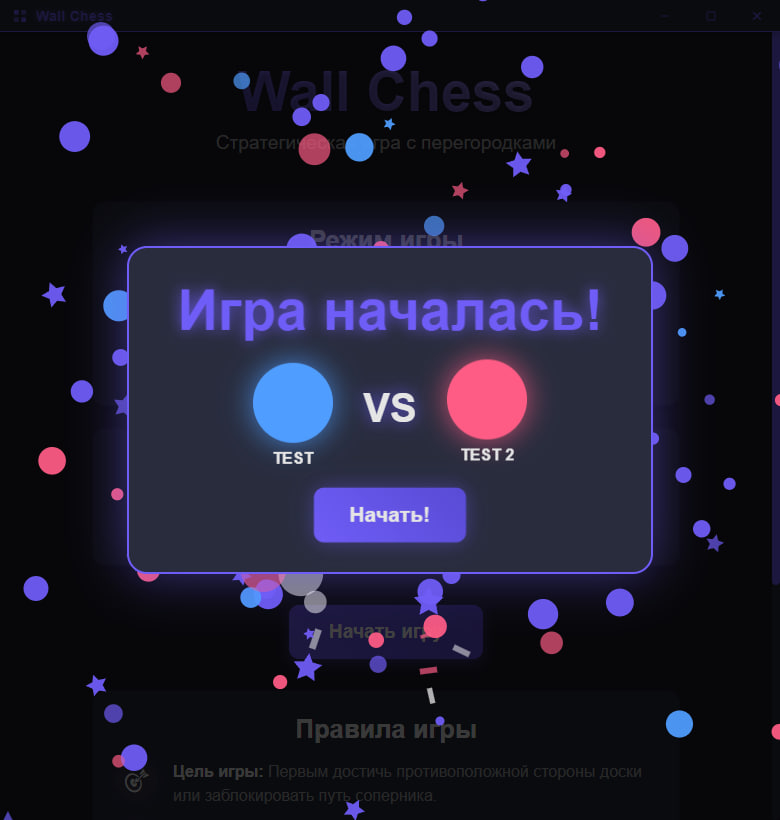 Wall Chess
Wall Chess
Стратегическая игра с перегородками
Режим игры
Игра началась!
VS
TEST
TEST 2
Начать!
Начать игру
Правила игры
Цель игры: Первым достичь противоположной стороны доски
или заблокировать путь соперника.